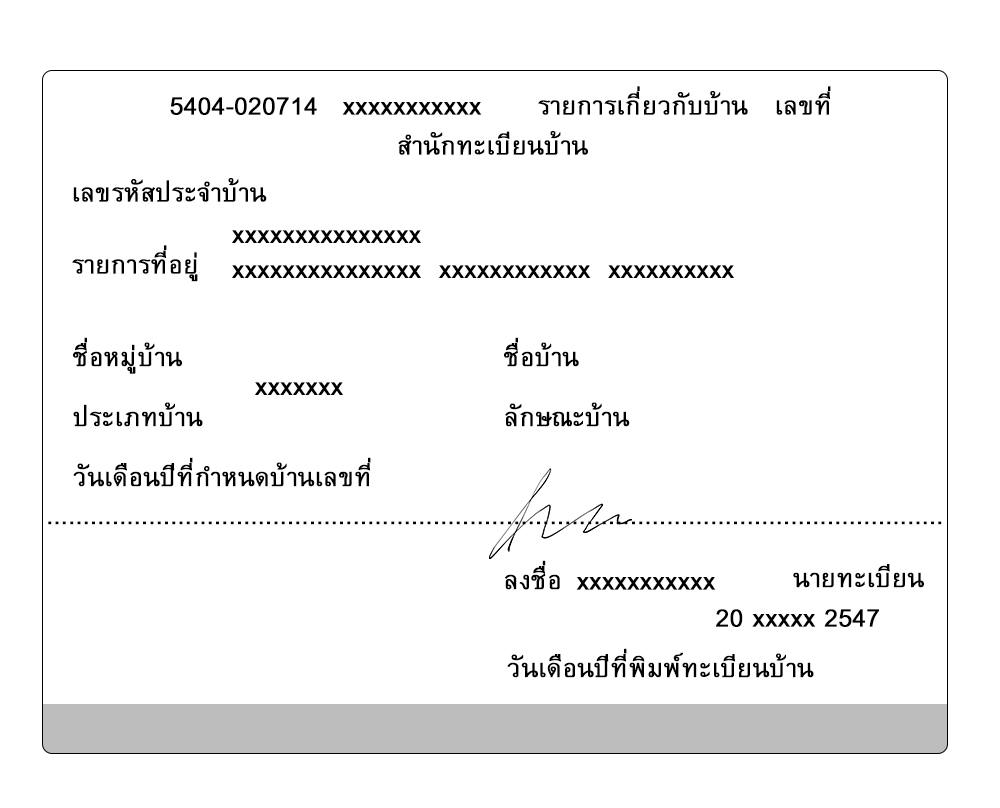 5404-020714 xxxxxxxxxxx รายการเกี่ยวกับบ้าน เลขที่
สำนักทะเบียนบ้าน
เลขรหัสประจำบ้าน
xxxxxxxxxxxxxxx
รายการที่อยู่ xxxxxxxxxxxxxxx xxxxxxxxxxxx xxxxxxxxxx
ชื่อหมู่บ้าน ชื่อบ้าน
xxxxxxx
ประเภทบ้าน ลักษณะบ้าน
วันเดือนปีที่กำหนดบ้านเลขที่
ลงชื่อ xxxxxxxxxxx นายทะเบียน
20 xxxxx 2547
วันเดือนปีที่พิมพ์ทะเบียนบ้าน